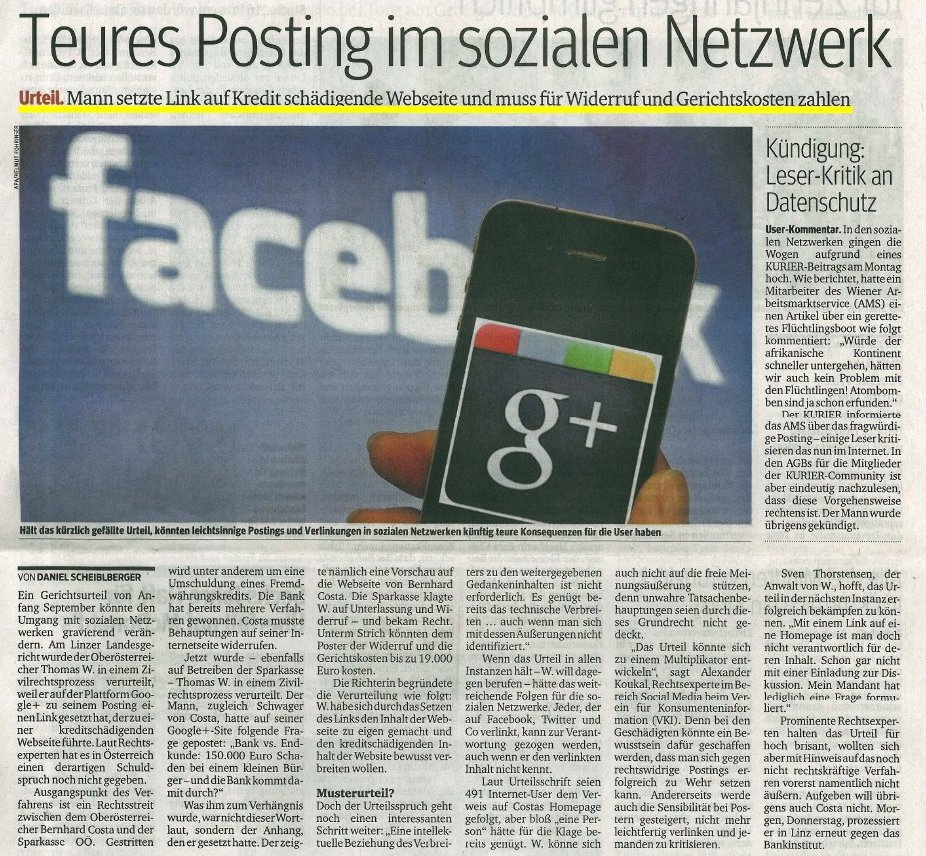 Teures Posting im sozialen Netzwerk
Urteil. Mann setzte Link auf Kredit schädigende Webseite und muss für Widerruf und Gerichtskosten zahlen
APA/HELMUT FOHRINGER
facebook
g+
Hält das kürzlich gefällte Urteil, könnten leichtsinnige Postings und Verlinkungen in sozialen Netzwerken künftig teure Konsequenzen für die User haben
Kündigung:
Leser-Kritik an
Datenschutz
User-Kommentar. In den sozia-
len Netzwerken gingen die
Wogen aufgrund eines
KURIER-Beitrags am Montag
hoch. Wie berichtet, hatte ein
Mitarbeiter des Wiener Ar-
beitsmarktservice (AMS) ei-
nen Artikel über ein gerette-
tes Flüchtlingsboot wie folgt
kommentiert: „Würde der
afrikanische Kontinent
schneller untergehen, hätten
wir auch kein Problem mit
den Flüchtlingen! Atombom-
ben sind ja schon erfunden.“
Der KURIER informierte
das AMS über das fragwürdi-
ge Posting – einige Leser kriti-
sieren das nun im Internet. In
den AGBs für die Mitglieder
der KURIER-Community ist
aber eindeutig nachzulesen,
dass diese Vorgehensweise
rechtens ist. Der Mann wurde
übrigens gekündigt.
VON DANIEL SCHEIBLBERGER
Ein Gerichtsurteil von An-
fang September könnte den
Umgang mit sozialen Netz-
werken gravierend verän-
dern. Am Linzer Landesge-
richt wurde der Oberösterrei-
cher Thomas W. in einem Zi-
vilrechtsprozess verurteilt,
weil er auf der Plattform Goo-
gle+ zu seinem Posting ei-
nen Link gesetzt hat, der zu ei-
ner kreditschädigenden
Webseite führte. Laut Rechts-
experten hat es in Österreich
einen derartigen Schuld-
spruch noch nicht gegeben.
Ausgangspunkt des Ver-
fahrens ist ein Rechtsstreit
zwischen dem Oberösterrei-
cher Bernhard Costa und der
Sparkasse OÖ. Gestritten
wird unter anderem um eine
Umschuldung eines Fremd-
währungskredits. Die Bank
hat bereits mehrere Verfah-
ren gewonnen. Costa musste
Behauptungen auf seiner In-
ternetseite widerrufen.
Jetzt wurde – ebenfalls
auf Betreiben der Sparkasse
– Thomas W. in einem Zivil-
rechtsprozess verurteilt. Der
Mann, zugleich Schwager
von Costa, hatte auf seiner
Google+-Site folgende Frage
gepostet: „Bank vs. End-
kunde: 150.000 Euro Scha-
den bei einem kleinen Bür-
ger – und die Bank kommt da-
mit durch?“
Was ihm zum Verhängnis
wurde, war nicht dieser Wort-
laut, sondern der Anhang,
den er gesetzt hatte. Der zeig-
te nämlich eine Vorschau auf
die Webseite von Bernhard
Costa. Die Sparkasse klagte
W. auf Unterlassung und Wi-
derruf – und bekam Recht.
Unterm Strich könnten dem
Poster der Widerruf und die
Gerichtskosten bis zu 19.000
Euro kosten.
Die Richterin begründete
die Verurteilung wie folgt:
W. habe sich durch das Setzen
des Links den Inhalt der Web-
seite zu eigen gemacht und
den kreditschädigenden In-
halt der Webseite bewusst ver-
breiten wollen.
Musterurteil?
Doch der Urteilsspruch geht
noch einen interessanten
Schritt weiter: „Eine intellek-
tuelle Beziehung des Verbrei-
ters zu den weitergegebenen
Gedankeninhalten ist nicht
erforderlich. Es genügt be-
reits das technische Verbrei-
ten … auch wenn man sich
mit dessen Äußerungen nicht
identifiziert.“
Wenn das Urteil in allen
Instanzen hält – W. will dage-
gen berufen – hätte das weit-
reichende Folgen für die so-
zialen Netzwerke. Jeder, der
auf Facebook, Twitter und
Co verlinkt, kann zur Verant-
wortung gezogen werden,
auch wenn er den verlinkten
Inhalt nicht kennt.
Laut Urteilsschrift seien
491 Internet-User dem Ver-
weis auf Costas Homepage
gefolgt, aber bloß „eine Per-
son“ hätte für die Klage be-
reits genügt. W. könne sich
auch nicht auf die freie Mei-
nungsäußerung stützen,
denn unwahre Tatsachenbe-
hauptungen seien durch die-
ses Grundrecht nicht ge-
deckt.
„Das Urteil könnte sich
zu einem Multiplikator ent-
wickeln“, sagt Alexander
Koukal, Rechtsexperte im Be-
reich Social Media beim Ver-
ein für Konsumenteninfor-
mation (VKI). Denn bei den
Geschädigten könnte ein Be-
wusstsein dafür geschaffen
werden, dass man sich gegen
rechtswidrige Postings er-
folgreich zu Wehr setzen
kann. Andererseits werde
auch die Sensibilität bei Pos-
tern gesteigert, nicht mehr
leichtfertig verlinken und je-
manden zu kritisieren.
Sven Thorstensen, der
Anwalt von W., hofft, das Ur-
teil in der nächsten Instanz er-
folgreich bekämpfen zu kön-
nen. „Mit einem Link auf ei-
ne Homepage ist man doch
nicht verantwortlich für de-
ren Inhalt. Schon gar nicht
mit einer Einladung zur Dis-
kussion. Mein Mandant hat
lediglich eine Frage formu-
liert.“
Prominente Rechtsexper-
ten halten das Urteil für
hoch brisant, wollten sich
aber mit Hinweis auf das noch
nicht rechtskräftige Verfah-
ren vorerst namentlich nicht
äußern. Aufgeben will übri-
gens auch Costa nicht. Mor-
gen, Donnerstag, prozessiert
er in Linz erneut gegen das
Bankinstitut.